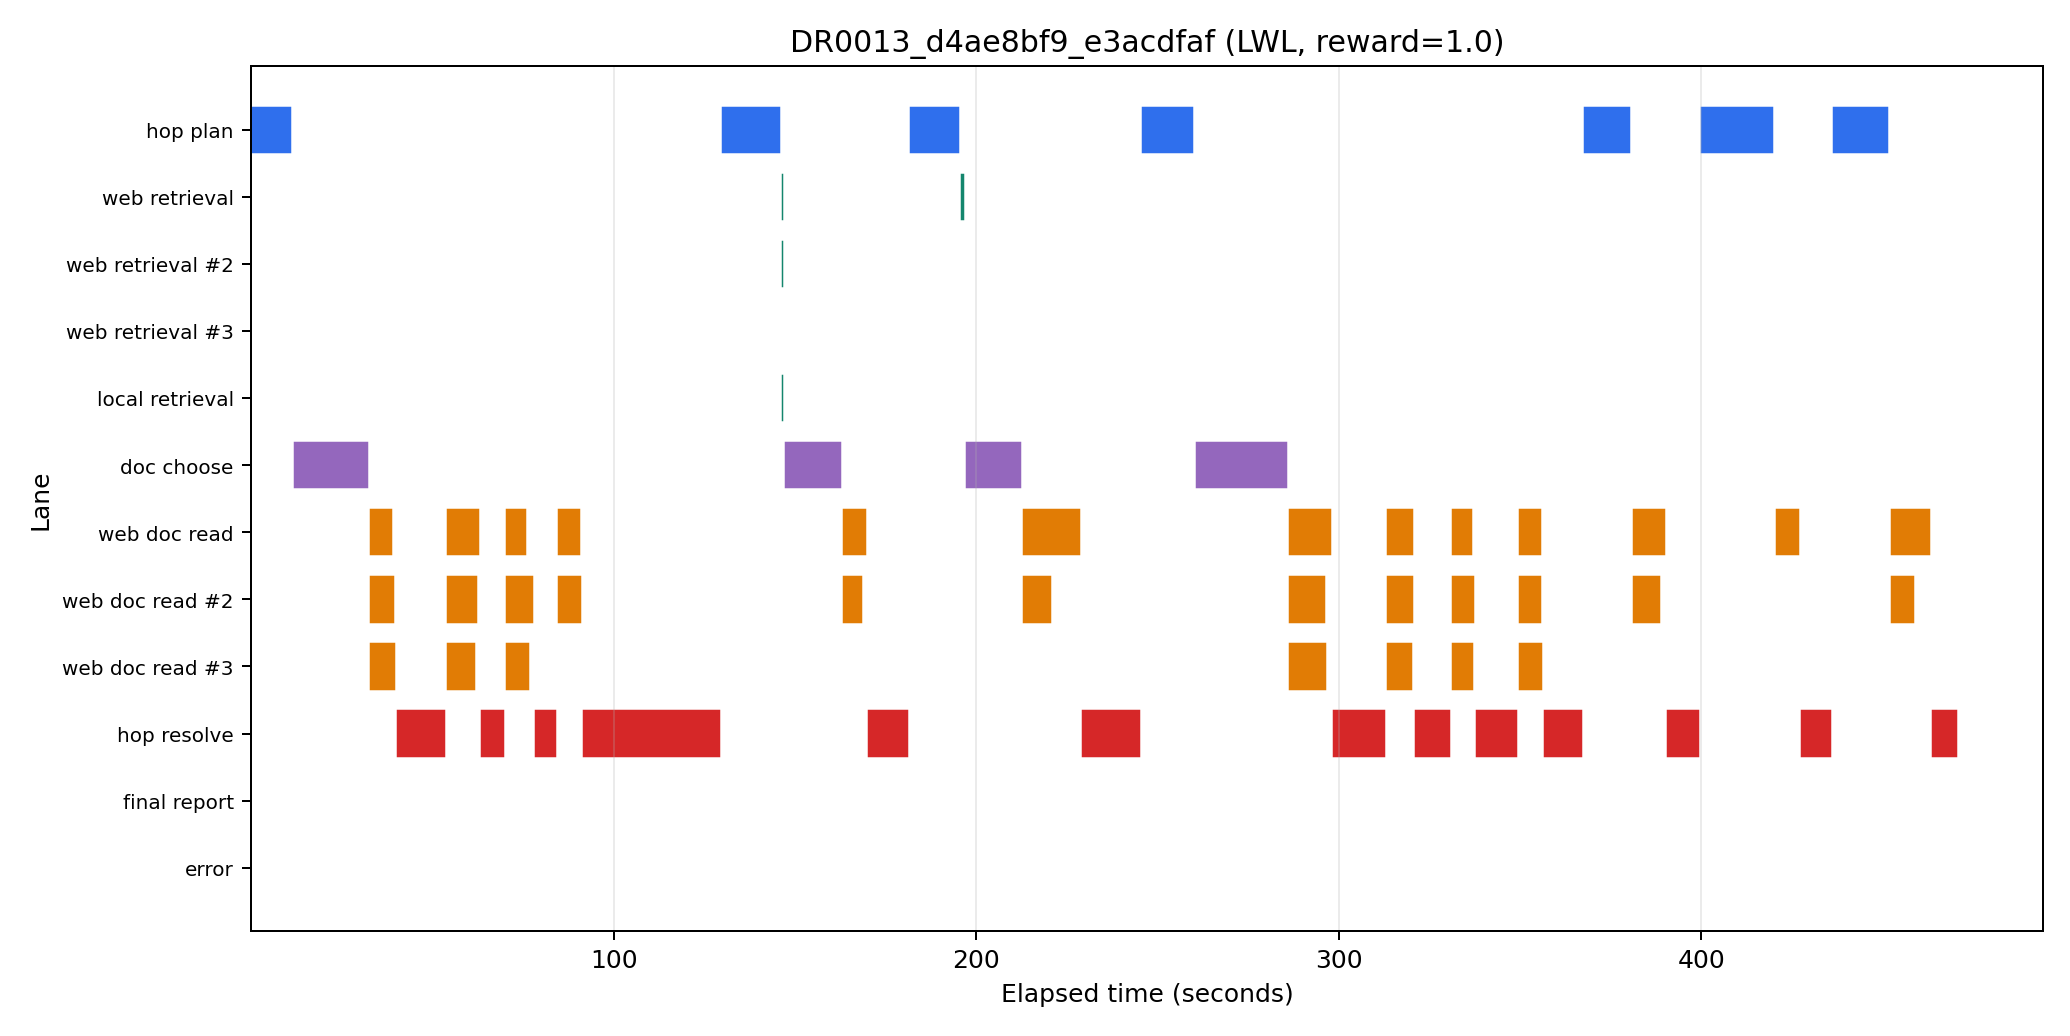 DR0013_d4ae8bf9_e3acdfaf (LWL, reward=1.0)
Lane
hop plan
web retrieval
web retrieval #2
web retrieval #3
local retrieval
doc choose
web doc read
web doc read #2
web doc read #3
hop resolve
final report
error
100 200 300 400
Elapsed time (seconds)